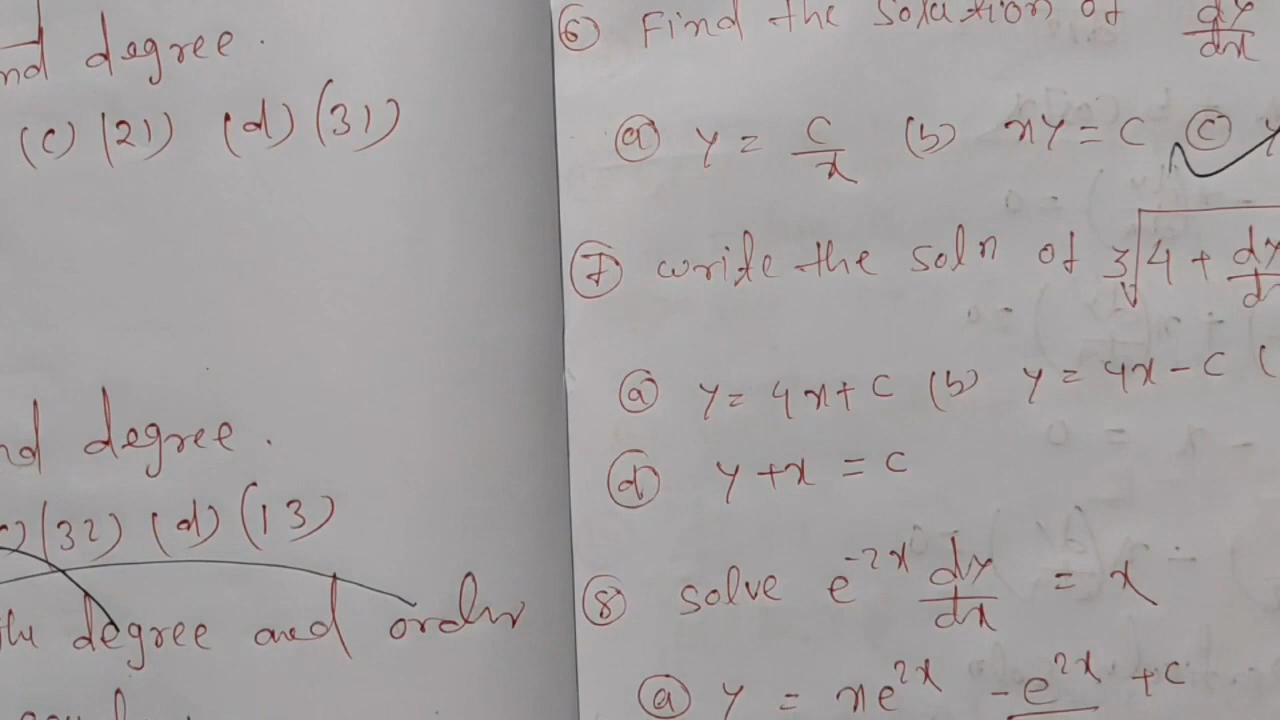 nd degree.
(c) (21) (d) (31)
nd degree.
(32) (d) (13)
the degree and order
⑥ Find the solution of dy/dx
ⓐ y = c/x (b) xy = c ⓒ y
⑦ write the soln of ∛4 + dy/d
ⓐ y = 4x + c (b) y = 4x - c (
ⓓ y + x = c
⑧ solve e^-2x dy/dx = x
ⓐ y = xe^2x - e^2x + c